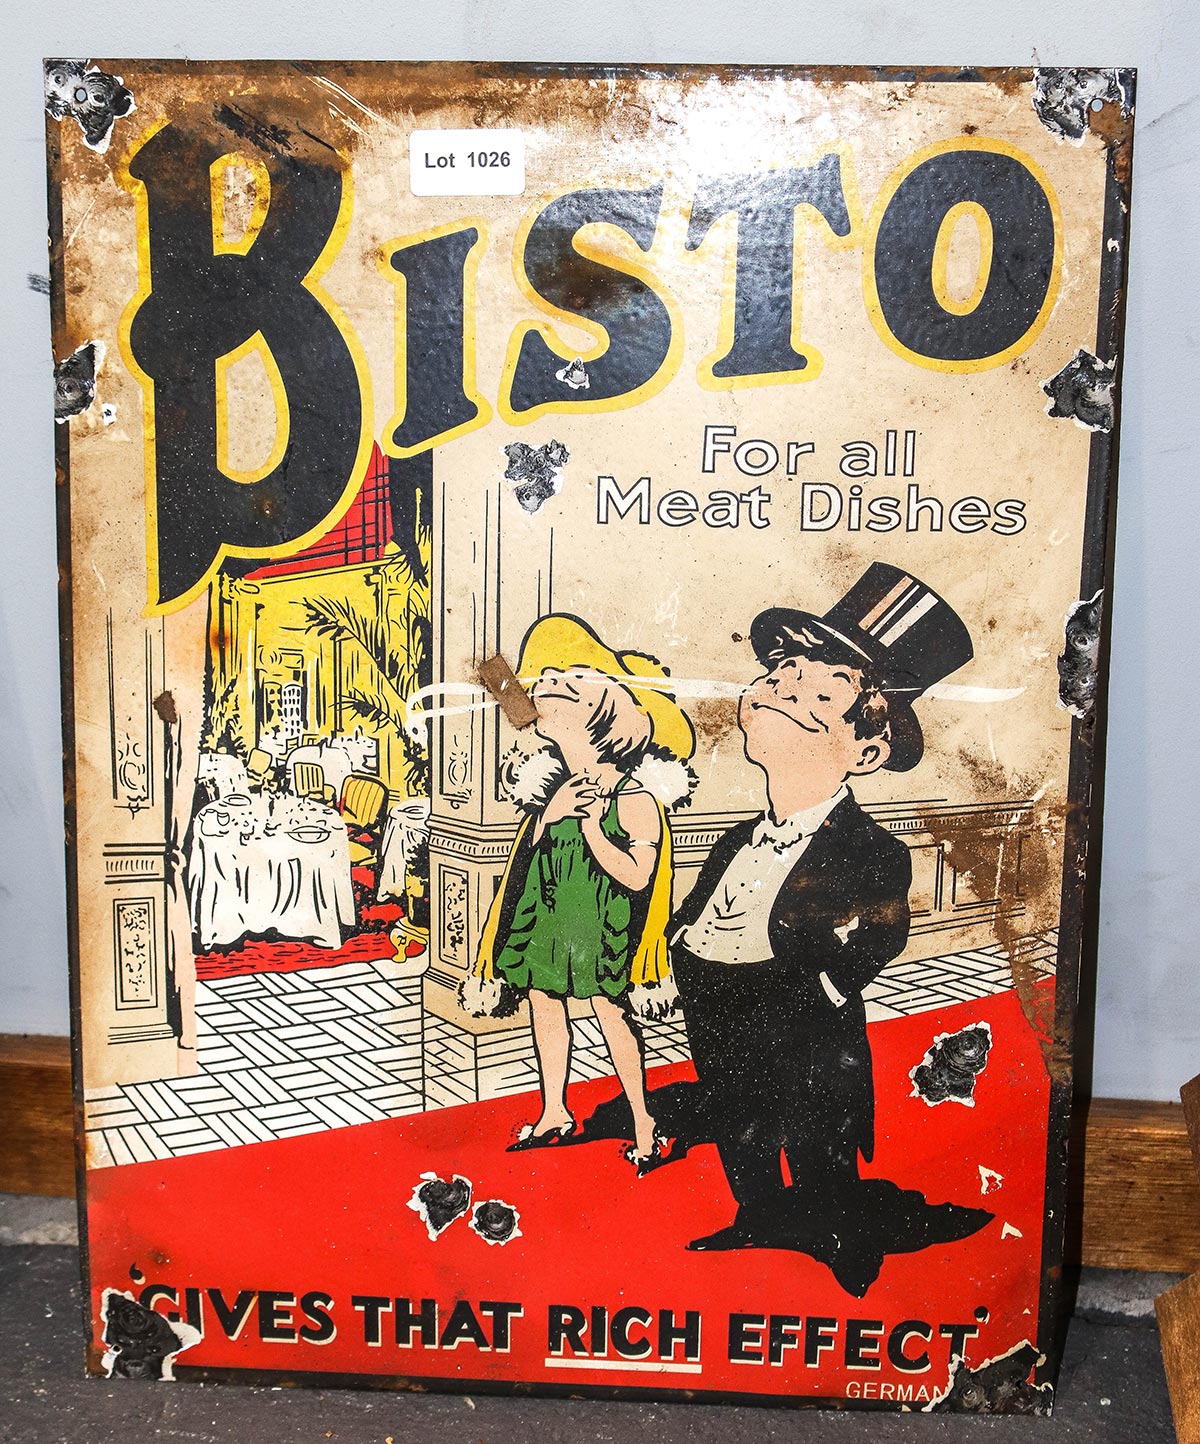 Lot 1026
BISTO
For all
Meat Dishes
'GIVES THAT RICH EFFECT'
GERMAN